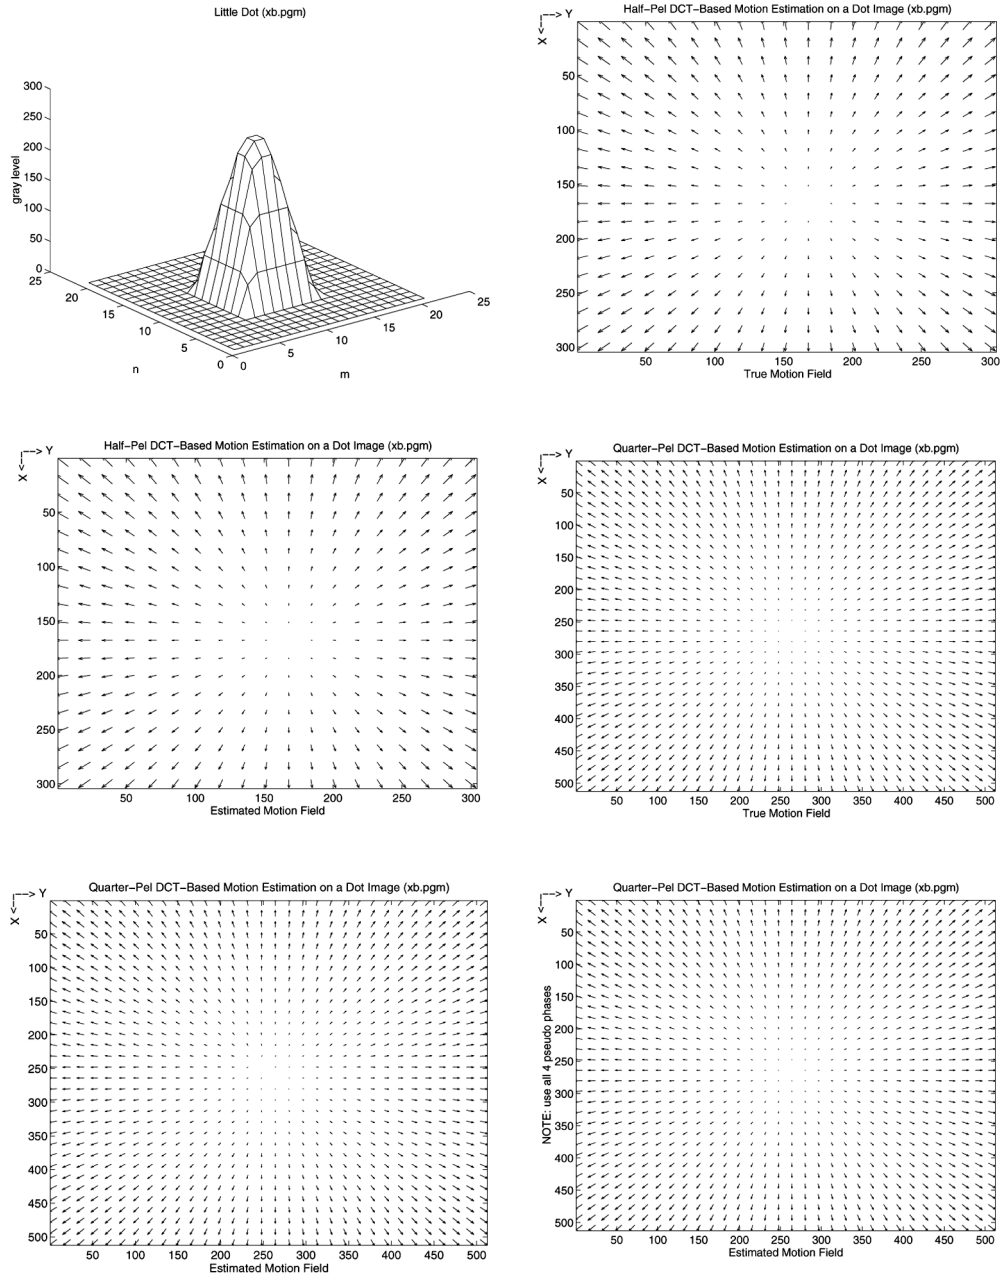 Little Dot (xb.pgm)
300
250
200
150
100
50
0
gray level
25
20
15
10
5
0
n
0
5
10
15
20
25
m
Half−Pel DCT−Based Motion Estimation on a Dot Image (xb.pgm)
X <−−|−−> Y
50
100
150
200
250
300
50 100 150 200 250 300
True Motion Field
Half−Pel DCT−Based Motion Estimation on a Dot Image (xb.pgm)
X <−−|−−> Y
50
100
150
200
250
300
50 100 150 200 250 300
Estimated Motion Field
Quarter−Pel DCT−Based Motion Estimation on a Dot Image (xb.pgm)
X <−−|−−> Y
50
100
150
200
250
300
350
400
450
500
50 100 150 200 250 300 350 400 450 500
True Motion Field
Quarter−Pel DCT−Based Motion Estimation on a Dot Image (xb.pgm)
X <−−|−−> Y
50
100
150
200
250
300
350
400
450
500
50 100 150 200 250 300 350 400 450 500
Estimated Motion Field
Quarter−Pel DCT−Based Motion Estimation on a Dot Image (xb.pgm)
X <−−|−−> Y
NOTE: use all 4 pseudo phases
50
100
150
200
250
300
350
400
450
500
50 100 150 200 250 300 350 400 450 500
Estimated Motion Field